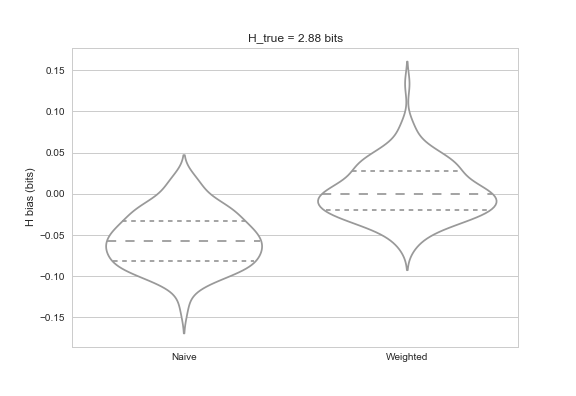 H_true = 2.88 bits
H bias (bits)
0.15
0.10
0.05
0.00
−0.05
−0.10
−0.15
Naive
Weighted